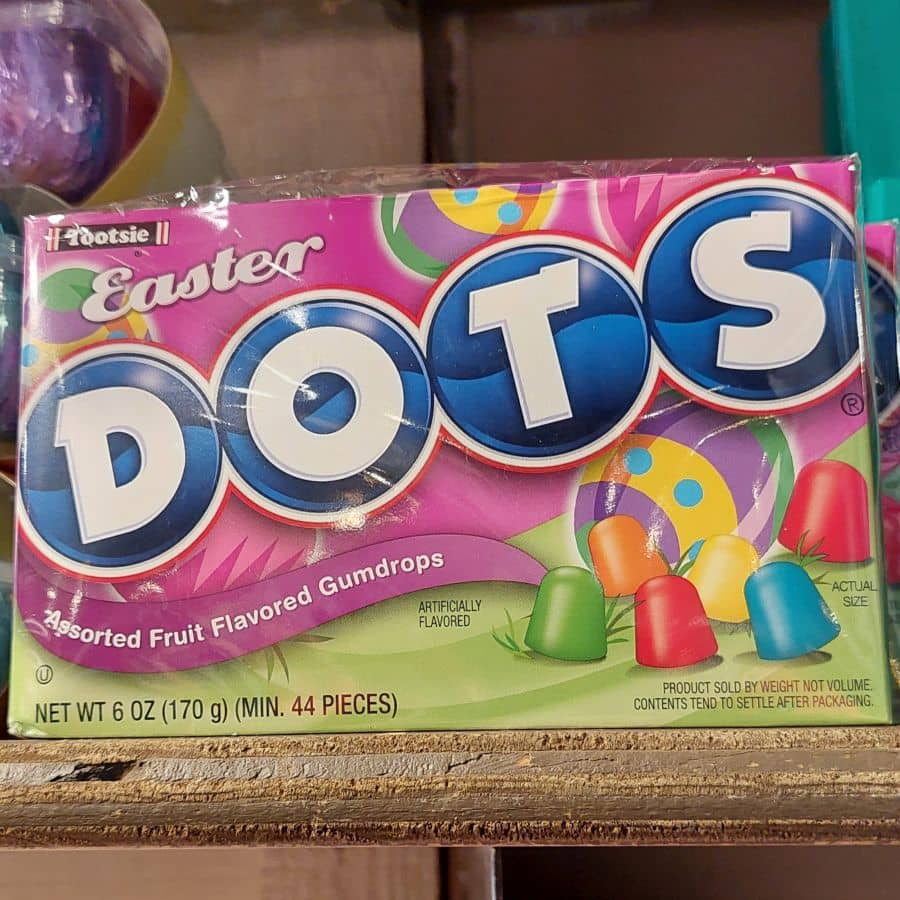 Tootsie
Easter
DOTS
®
Assorted Fruit Flavored Gumdrops
ARTIFICIALLY
FLAVORED
ACTUAL
SIZE
U
NET WT 6 OZ (170 g) (MIN. 44 PIECES)
PRODUCT SOLD BY WEIGHT NOT VOLUME.
CONTENTS TEND TO SETTLE AFTER PACKAGING.